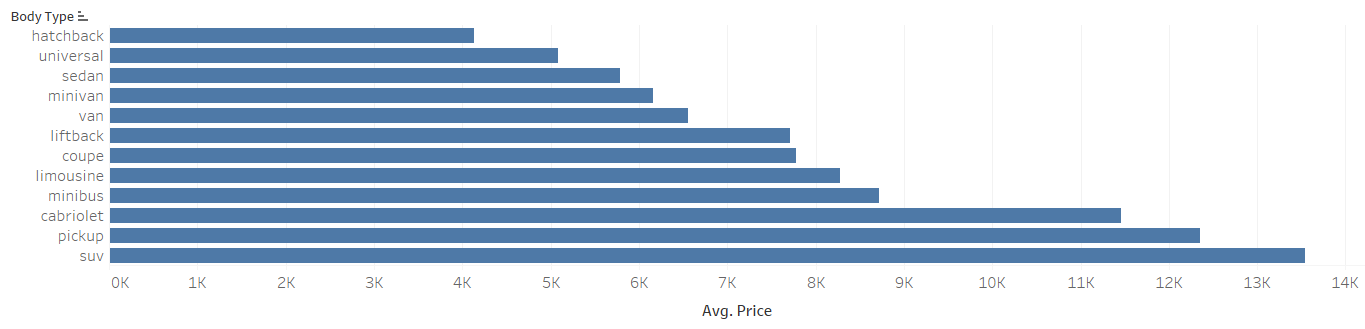 Body Type
hatchback
universal
sedan
minivan
van
liftback
coupe
limousine
minibus
cabriolet
pickup
suv
0K 1K 2K 3K 4K 5K 6K 7K 8K 9K 10K 11K 12K 13K 14K
Avg. Price